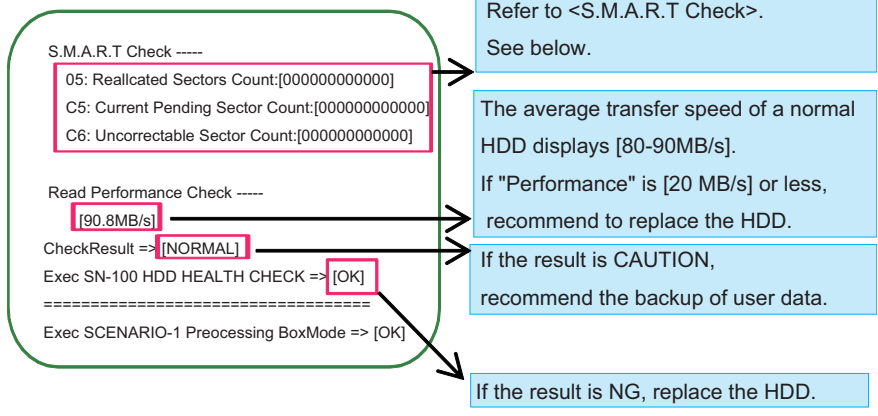 S.M.A.R.T Check -----
05: Reallcated Sectors Count:[000000000000]
C5: Current Pending Sector Count:[000000000000]
C6: Uncorrectable Sector Count:[000000000000]
Read Performance Check -----
[90.8MB/s]
CheckResult => [NORMAL]
Exec SN-100 HDD HEALTH CHECK => [OK]
==================================
Exec SCENARIO-1 Preocessing BoxMode => [OK]
Refer to <S.M.A.R.T Check>.
See below.
The average transfer speed of a normal
HDD displays [80-90MB/s].
If "Performance" is [20 MB/s] or less,
recommend to replace the HDD.
If the result is CAUTION,
recommend the backup of user data.
If the result is NG, replace the HDD.